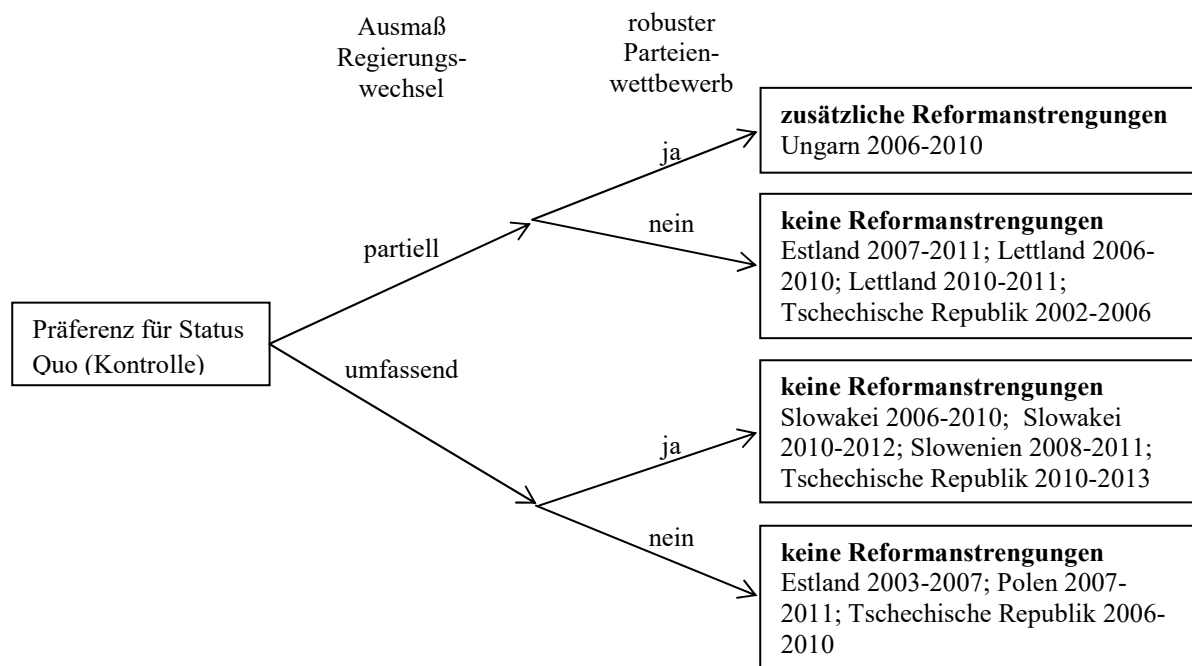 Ausmaß
Regierungs-
wechsel
robuster
Parteien-
wettbewerb
Präferenz für Status
Quo (Kontrolle)
partiell
umfassend
ja
nein
ja
nein
zusätzliche Reformanstrengungen
Ungarn 2006-2010
keine Reformanstrengungen
Estland 2007-2011; Lettland 2006-
2010; Lettland 2010-2011;
Tschechische Republik 2002-2006
keine Reformanstrengungen
Slowakei 2006-2010; Slowakei
2010-2012; Slowenien 2008-2011;
Tschechische Republik 2010-2013
keine Reformanstrengungen
Estland 2003-2007; Polen 2007-
2011; Tschechische Republik 2006-
2010